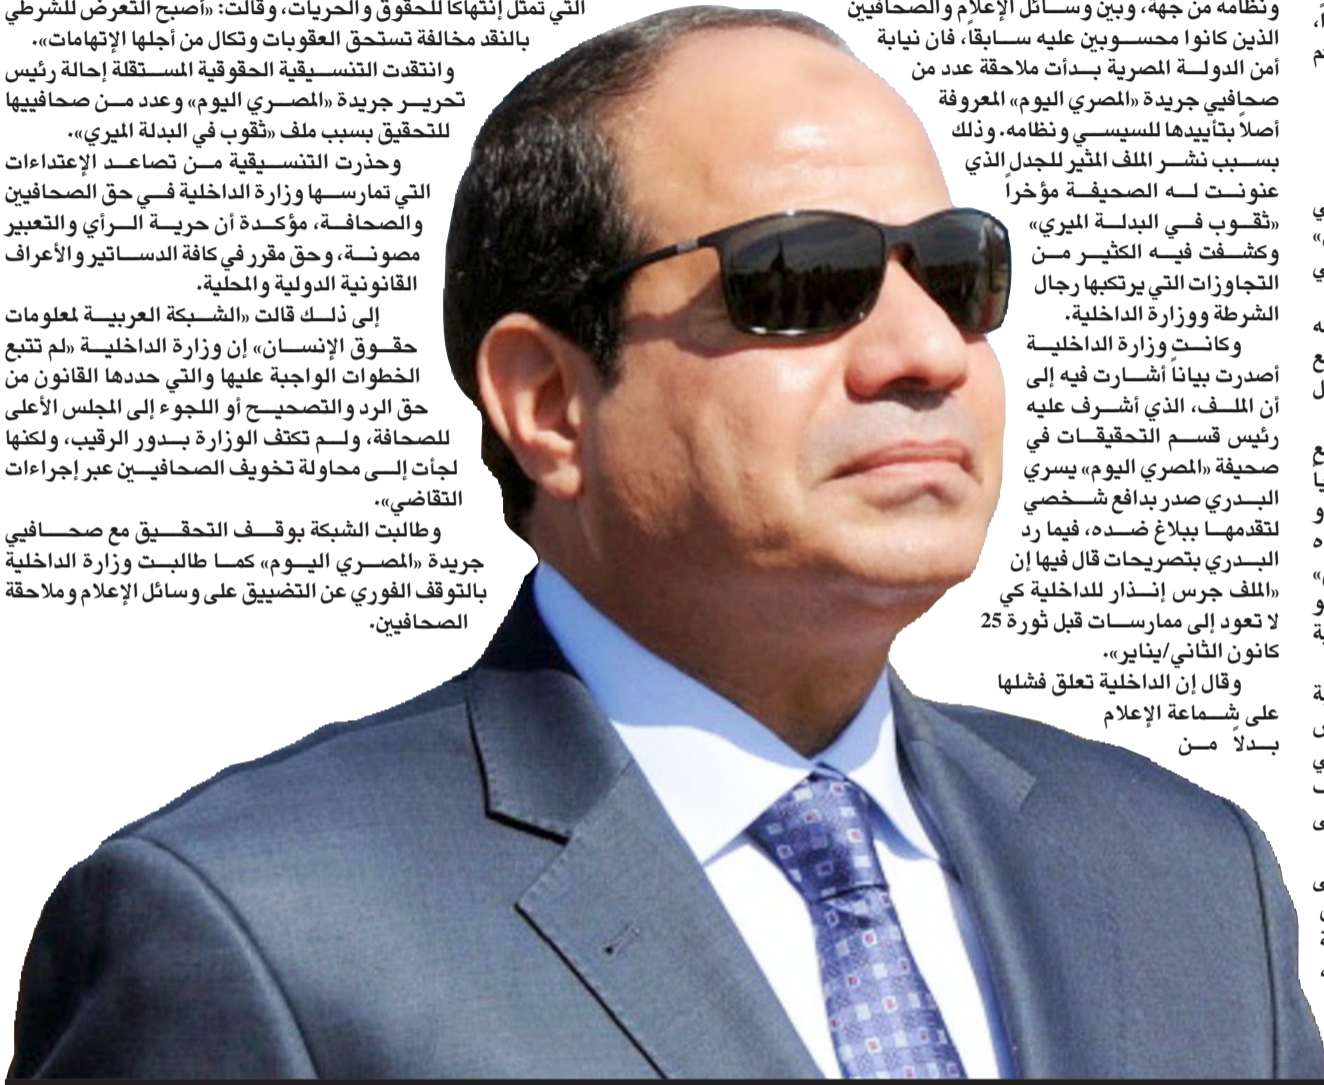 ونظامه من جهة، وبين وسائل الإعلام والصحافيين
الذين كانوا محسوبين عليه سابقاً، فان نيابة
أمن الدولة المصرية بدأت ملاحقة عدد من
صحافيي جريدة «المصري اليوم» المعروفة
أصلاً بتأييدها للسيسي ونظامه. وذلك
بسبب نشر الملف المثير للجدل الذي
عنونت له الصحيفة مؤخراً
«ثقوب في البدلة الميري»
وكشفت فيه الكثير من
التجاوزات التي يرتكبها رجال
الشرطة ووزارة الداخلية.
وكانت وزارة الداخلية
أصدرت بياناً أشارت فيه إلى
أن الملف، الذي أشرف عليه
رئيس قسم التحقيقات في
صحيفة «المصري اليوم» يسري
البدري صدر بدافع شخصي
لتقدمها ببلاغ ضده، فيما رد
البدري بتصريحات قال فيها إن
«الملف جرس إنذار للداخلية كي
لا تعود إلى ممارسات قبل ثورة 25
كانون الثاني/يناير».
وقال إن الداخلية تعلق فشلها
على شماعة الإعلام
بدلاً من
التي تمثل إنتهاكا للحقوق والحريات، وقالت: «أصبح التعرض للشرطي
بالنقد مخالفة تستحق العقوبات وتكال من أجلها الإتهامات».
وانتقدت التنسيقية الحقوقية المستقلة إحالة رئيس
تحرير جريدة «المصري اليوم» وعدد من صحافييها
للتحقيق بسبب ملف «ثقوب في البدلة الميري».
وحذرت التنسيقية من تصاعد الإعتداءات
التي تمارسها وزارة الداخلية في حق الصحافيين
والصحافة، مؤكدة أن حرية الرأي والتعبير
مصونة، وحق مقرر في كافة الدساتير والأعراف
القانونية الدولية والمحلية.
إلى ذلك قالت «الشبكة العربية لمعلومات
حقوق الإنسان» إن وزارة الداخلية «لم تتبع
الخطوات الواجبة عليها والتي حددها القانون من
حق الرد والتصحيح أو اللجوء إلى المجلس الأعلى
للصحافة، ولم تكتف الوزارة بدور الرقيب، ولكنها
لجأت إلى محاولة تخويف الصحافيين عبر إجراءات
التقاضي».
وطالبت الشبكة بوقف التحقيق مع صحافيي
جريدة «المصري اليوم» كما طالبت وزارة الداخلية
بالتوقف الفوري عن التضييق على وسائل الإعلام وملاحقة
الصحافيين.